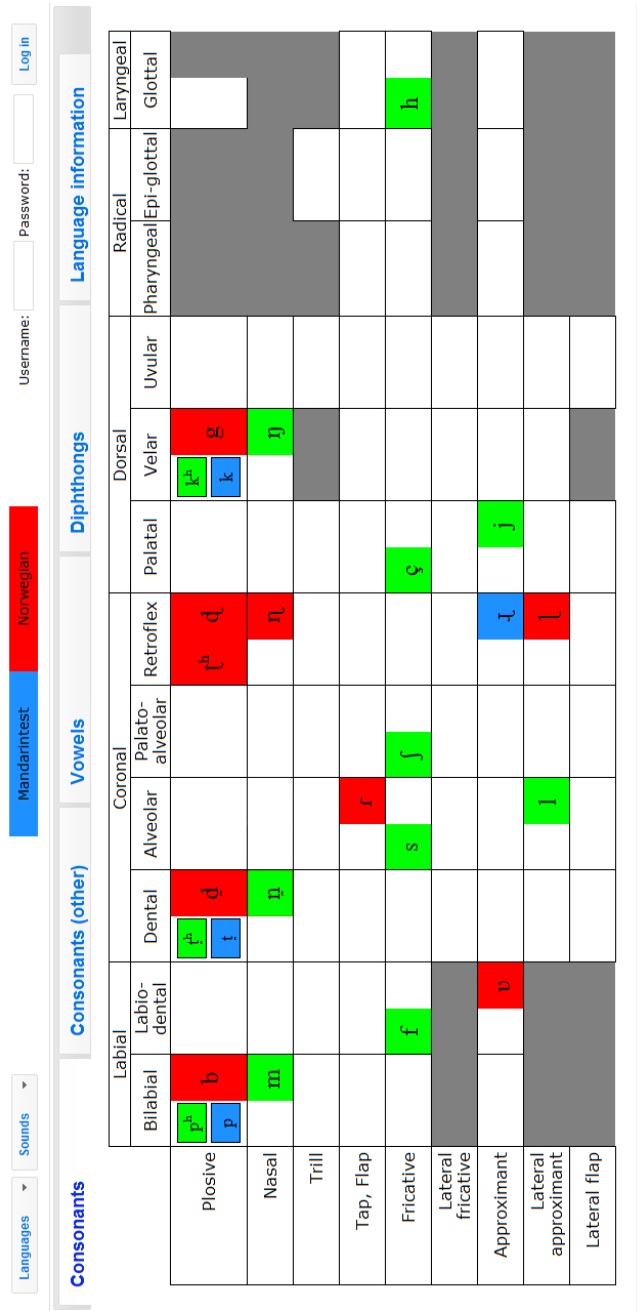 Languages ▾ Sounds ▾ Mandarintest Norwegian Username: Password: Log in
Consonants Consonants (other) Vowels Diphthongs Language information
Labial Coronal Dorsal Radical Laryngeal
Bilabial Labio-dental Dental Alveolar Palato-alveolar Retroflex Palatal Velar Uvular Pharyngeal Epi-glottal Glottal
Plosive pʰ p b t̪ʰ t̪ d̪ ʈʰ ɖ kʰ k g
Nasal m n̪ ɳ ŋ
Trill
Tap, Flap ɾ
Fricative f s ʃ ç h
Lateral fricative
Approximant ʋ ɻ j
Lateral approximant l ɭ
Lateral flap